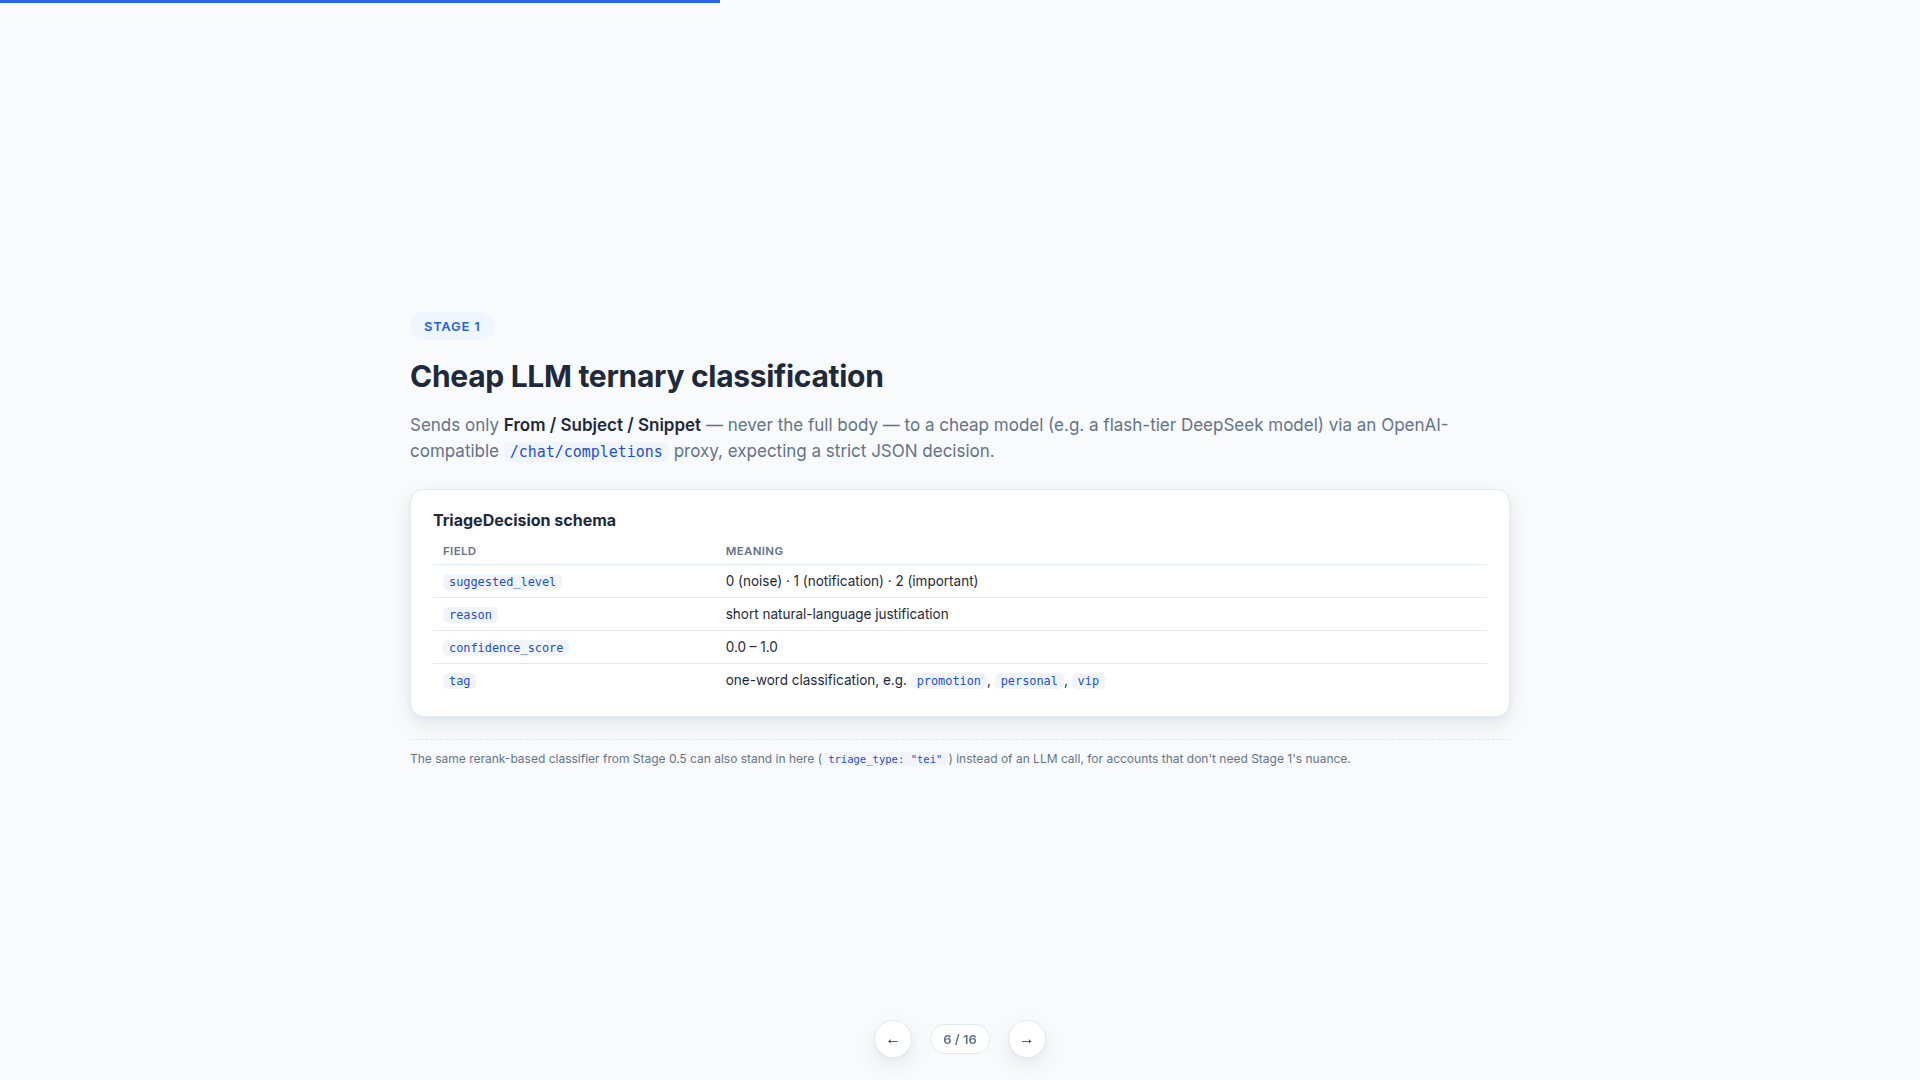 STAGE 1
Cheap LLM ternary classification
Sends only From / Subject / Snippet — never the full body — to a cheap model (e.g. a flash-tier DeepSeek model) via an OpenAI-
compatible /chat/completions proxy, expecting a strict JSON decision.
TriageDecision schema
FIELD MEANING
suggested_level 0 (noise) · 1 (notification) · 2 (important)
reason short natural-language justification
confidence_score 0.0 – 1.0
tag one-word classification, e.g. promotion, personal, vip
The same rerank-based classifier from Stage 0.5 can also stand in here ( triage_type: "tei" ) instead of an LLM call, for accounts that don't need Stage 1's nuance.
← 6 / 16 →